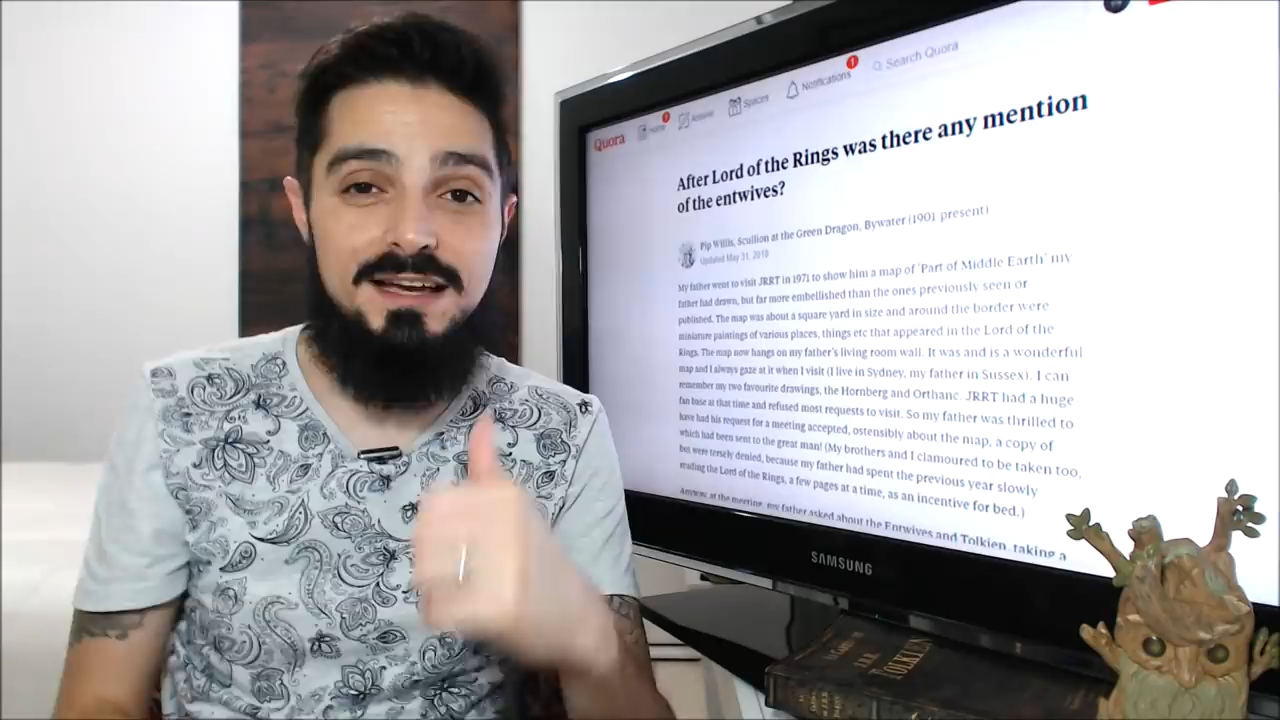 Quora
Home
Answer
Spaces
Notifications
1
Search Quora
After Lord of the Rings was there any mention
of the entwives?
Pip Willis, Scullion at the Green Dragon, Bywater (1901-present)
Updated May 31, 2018
My father went to visit JRRT in 1971 to show him a map of 'Part of Middle Earth' my
father had drawn, but far more embellished than the ones previously seen or
published. The map was about a square yard in size and around the border were
miniature paintings of various places, things etc that appeared in the Lord of the
Rings. The map now hangs on my father's living room wall. It was and is a wonderful
map and I always gaze at it when I visit (I live in Sydney, my father in Sussex). I can
remember my two favourite drawings, the Hornberg and Orthanc. JRRT had a huge
fan base at that time and refused most requests to visit. So my father was thrilled to
have had his request for a meeting accepted, ostensibly about the map, a copy of
which had been sent to the great man! (My brothers and I clamoured to be taken too,
but were tersely denied, because my father had spent the previous year slowly
reading the Lord of the Rings, a few pages at a time, as an incentive for bed.)
Anyway, at the meeting, my father asked about the Entwives and Tolkien, taking a
SAMSUNG
J.R.R.
TOLKIEN